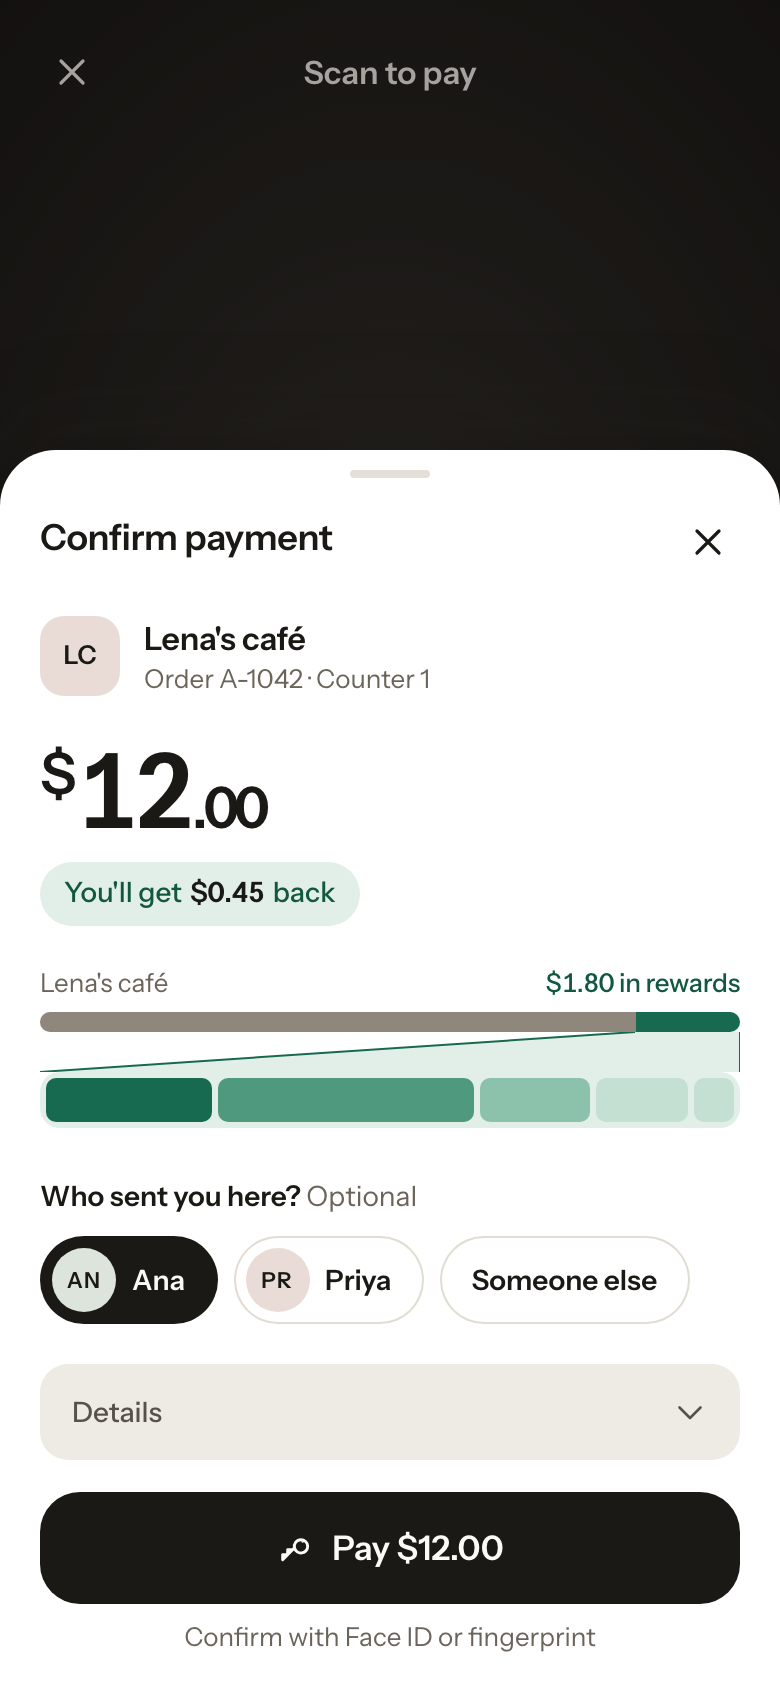 Scan to pay
Confirm payment
LC
Lena's café
Order A-1042 · Counter 1
$12.00
You'll get $0.45 back
Lena's café
$1.80 in rewards
Who sent you here? Optional
AN Ana
PR Priya
Someone else
Details
Pay $12.00
Confirm with Face ID or fingerprint